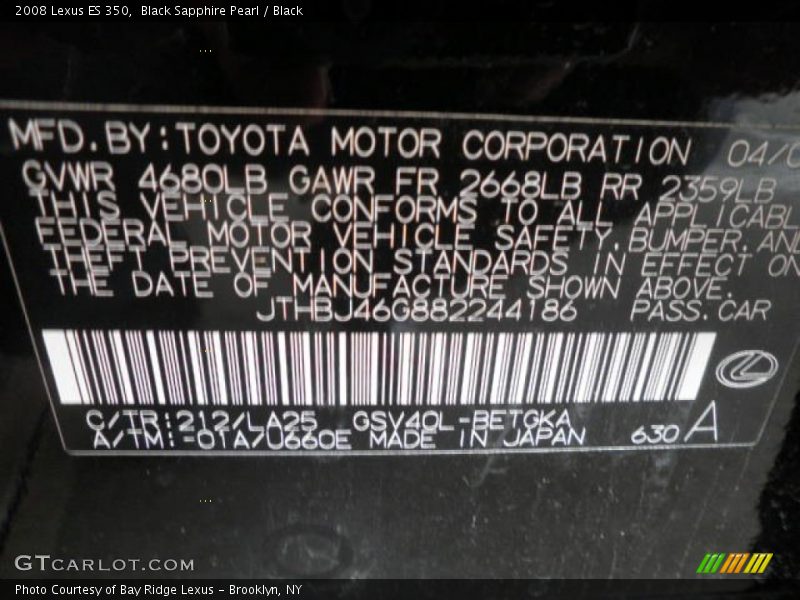 2008 Lexus ES 350,  Black Sapphire Pearl / Black
MFD. BY: TOYOTA MOTOR CORPORATION
GVWR 4680LB GAWR FR 2668LB RR 2359LB
THIS VEHICLE CONFORMS TO ALL
FEDERAL MOTOR VEHICLE SAFETY, BUMPER, AND
THEFT PREVENTION STANDARDS IN EFFECT ON
THE DATE OF MANUFACTURE SHOWN ABOVE.
JTHBJ46G882244186 PASS. CAR
C/TR: 212/LA25 GSV40L-BETGKA
A/TM: -01A/U660E MADE IN JAPAN 630 A
GTCARLOT.COM
Photo Courtesy of Bay Ridge Lexus – Brooklyn, NY